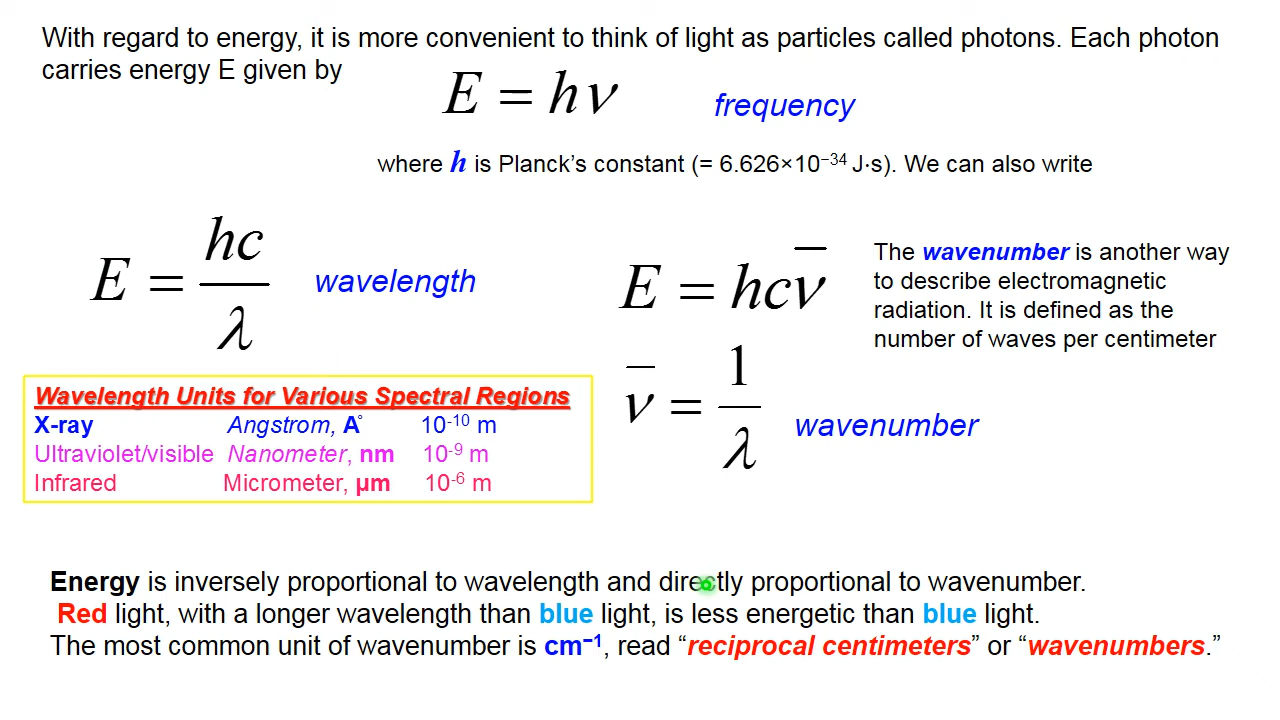 With regard to energy, it is more convenient to think of light as particles called photons. Each photon
carries energy E given by
E = hν
frequency
where h is Planck's constant (= 6.626×10⁻³⁴ J·s). We can also write
E = hc/λ
wavelength
E = hcν̅
The wavenumber is another way
to describe electromagnetic
radiation. It is defined as the
number of waves per centimeter
ν̅ = 1/λ
wavenumber
Wavelength Units for Various Spectral Regions
X-ray Angstrom, A° 10⁻¹⁰ m
Ultraviolet/visible Nanometer, nm 10⁻⁹ m
Infrared Micrometer, µm 10⁻⁶ m
Energy is inversely proportional to wavelength and directly proportional to wavenumber.
Red light, with a longer wavelength than blue light, is less energetic than blue light.
The most common unit of wavenumber is cm⁻¹, read “reciprocal centimeters” or “wavenumbers.”